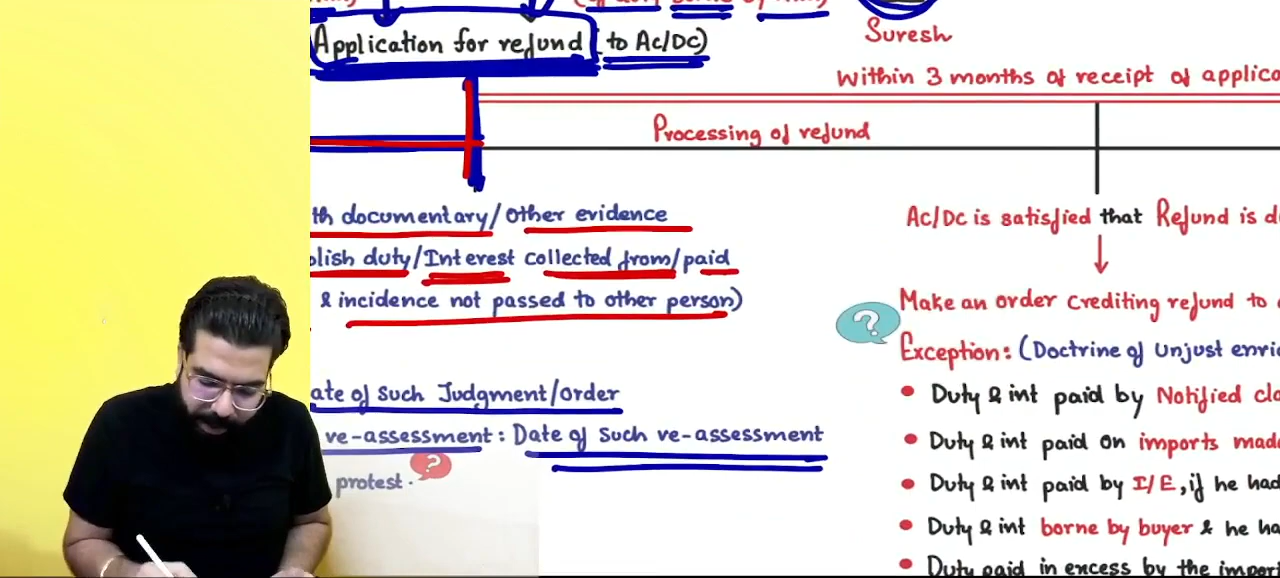 Suresh
Application for refund (to Ac/Dc)
Within 3 months of receipt of applica
Processing of refund
th documentary/Other evidence
blish duty/Interest collected from/paid
& incidence not passed to other person)
Ac/Dc is satisfied that Refund is d
Make an order crediting refund to
?
Exception: (Doctrine of unjust enri
ate of Such Judgment/order
• Duty & int paid by Notified cla
re-assessment: Date of Such re-assessment
• Duty & int paid on imports mad
?
protest.
• Duty & int paid by I/E, if he had
• Duty & int borne by buyer & he ha
• Duty paid in excess by the import